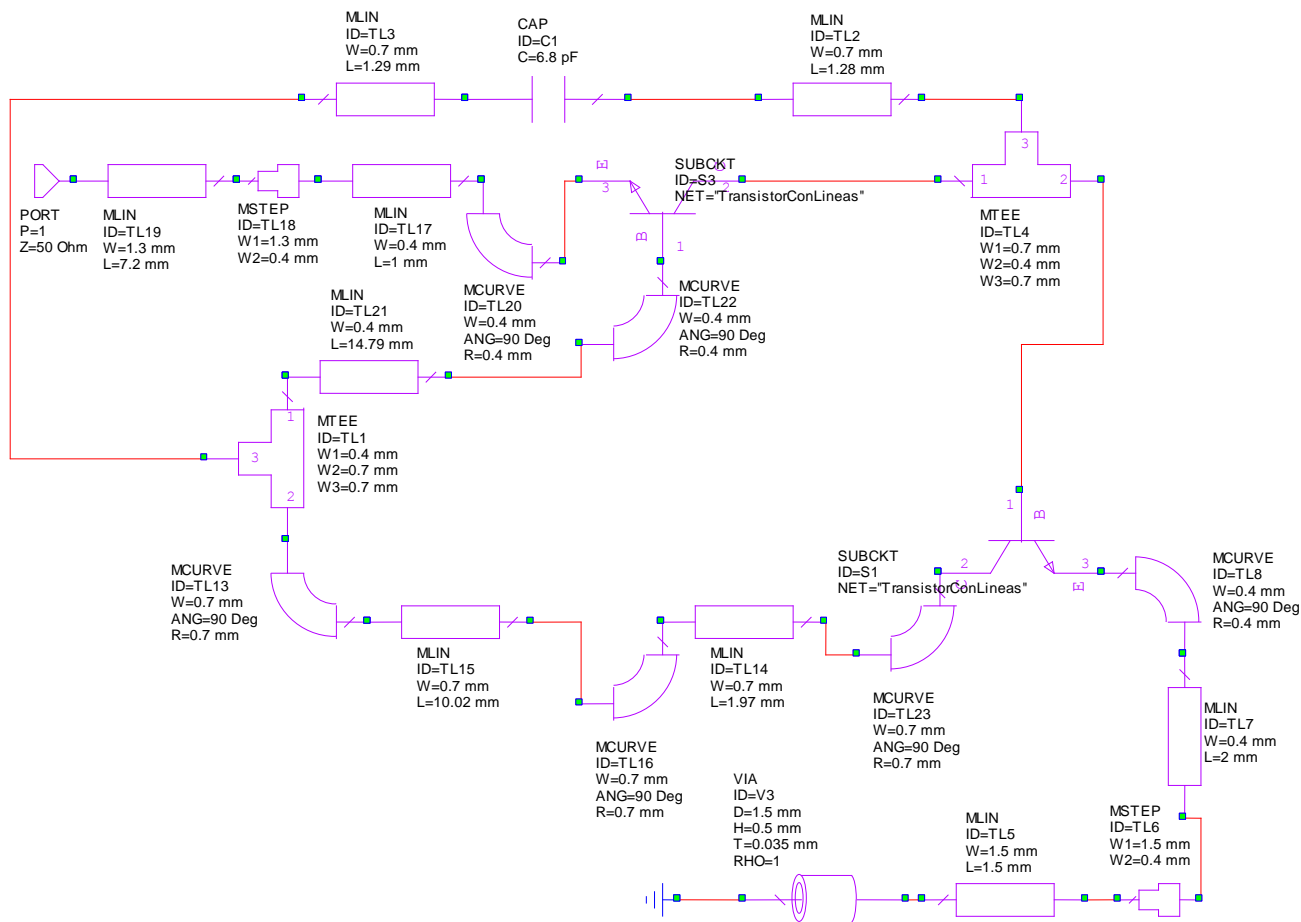 MLIN
ID=TL3
W=0.7 mm
L=1.29 mm
CAP
ID=C1
C=6.8 pF
MLIN
ID=TL2
W=0.7 mm
L=1.28 mm
PORT
P=1
Z=50 Ohm
MLIN
ID=TL19
W=1.3 mm
L=7.2 mm
MSTEP
ID=TL18
W1=1.3 mm
W2=0.4 mm
MLIN
ID=TL17
W=0.4 mm
L=1 mm
MCURVE
ID=TL20
W=0.4 mm
ANG=90 Deg
R=0.4 mm
E
3
SUBCKT
ID=S3
NET="TransistorConLineas"
2
B
1
3
1
2
MTEE
ID=TL4
W1=0.7 mm
W2=0.4 mm
W3=0.7 mm
MCURVE
ID=TL22
W=0.4 mm
ANG=90 Deg
R=0.4 mm
MLIN
ID=TL21
W=0.4 mm
L=14.79 mm
1
3
2
MTEE
ID=TL1
W1=0.4 mm
W2=0.7 mm
W3=0.7 mm
MCURVE
ID=TL13
W=0.7 mm
ANG=90 Deg
R=0.7 mm
MLIN
ID=TL15
W=0.7 mm
L=10.02 mm
MCURVE
ID=TL16
W=0.7 mm
ANG=90 Deg
R=0.7 mm
MLIN
ID=TL14
W=0.7 mm
L=1.97 mm
SUBCKT
ID=S1
NET="TransistorConLineas"
1
B
2
C
3
E
MCURVE
ID=TL23
W=0.7 mm
ANG=90 Deg
R=0.7 mm
MCURVE
ID=TL8
W=0.4 mm
ANG=90 Deg
R=0.4 mm
MLIN
ID=TL7
W=0.4 mm
L=2 mm
VIA
ID=V3
D=1.5 mm
H=0.5 mm
T=0.035 mm
RHO=1
MLIN
ID=TL5
W=1.5 mm
L=1.5 mm
MSTEP
ID=TL6
W1=1.5 mm
W2=0.4 mm